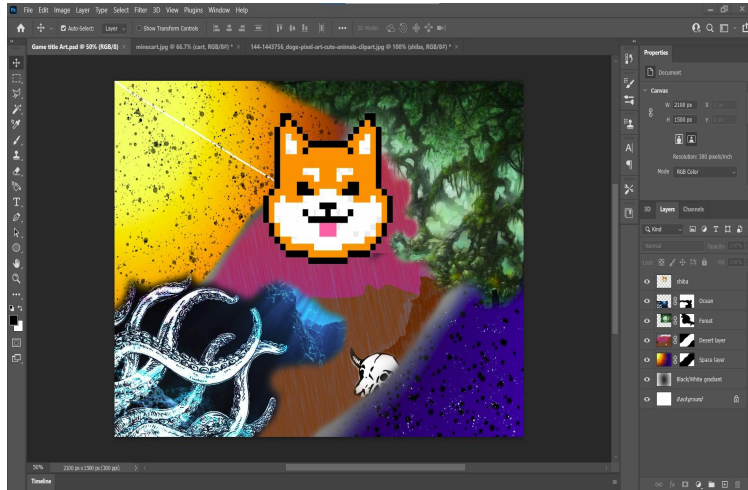 Ps File Edit Image Layer Type Select Filter 3D View Plugins Window Help
Auto-Select: Layer Show Transform Controls 3D Mode:
Game title Art.psd @ 50% (RGB/8) × minecart.jpg @ 66.7% (cart, RGB/8#) * × 144-1443756_doge-pixel-art-cute-animals-clipart.jpg @ 100% (shiba, RGB/8#) * ×
Properties
Document
Canvas
W 2100 px X
H 1500 px Y
Resolution: 300 pixels/inch
Mode RGB Color
3D Layers Channels
Kind
Normal Opacity: 100%
Lock: Fill: 100%
shiba
Ocean
Forest
Desert layer
Space layer
Black/White gradient
Background
50% 2100 px x 1500 px (300 ppi)
Timeline